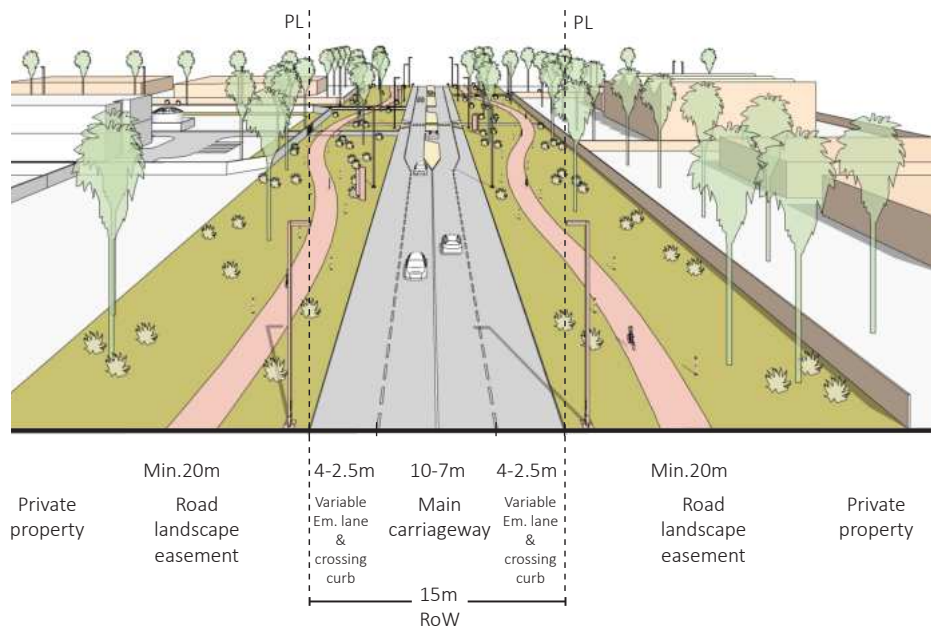 PL
PL
Min.20m
4-2.5m
10-7m
4-2.5m
Min.20m
Private
property
Road
landscape
easement
Variable
Em. lane
&
crossing
curb
Main
carriageway
Variable
Em. lane
&
crossing
curb
Road
landscape
easement
Private
property
15m
RoW